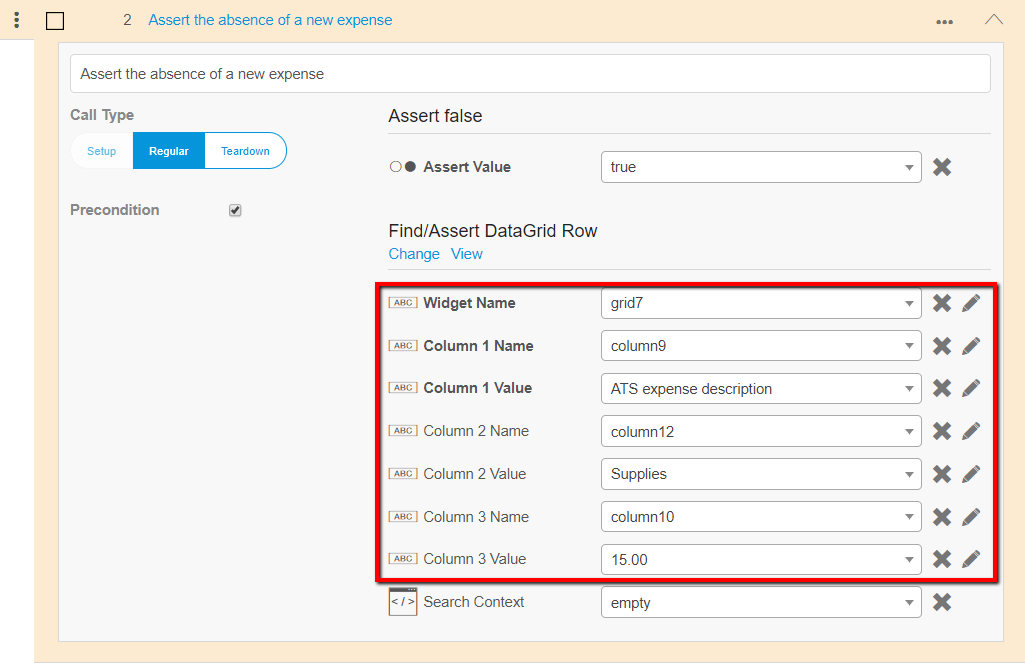 2 Assert the absence of a new expense
Assert the absence of a new expense
Call Type
Setup Regular Teardown
Precondition
Assert false
Assert Value true
Find/Assert DataGrid Row
Change View
ABC Widget Name grid7
ABC Column 1 Name column9
ABC Column 1 Value ATS expense description
ABC Column 2 Name column12
ABC Column 2 Value Supplies
ABC Column 3 Name column10
ABC Column 3 Value 15.00
</> Search Context empty